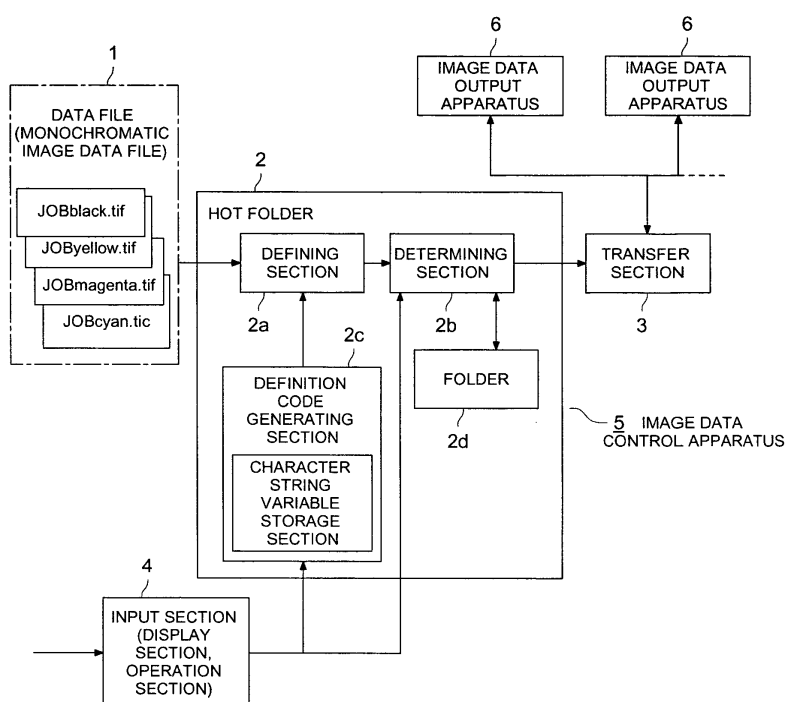 1
DATA FILE
(MONOCHROMATIC
IMAGE DATA FILE)
JOBblack.tif
JOByellow.tif
JOBmagenta.tif
JOBcyan.tic
6
IMAGE DATA
OUTPUT
APPARATUS
6
IMAGE DATA
OUTPUT
APPARATUS
2
HOT FOLDER
DEFINING
SECTION
2a
DETERMINING
SECTION
2b
TRANSFER
SECTION
3
2c
DEFINITION
CODE
GENERATING
SECTION
CHARACTER
STRING
VARIABLE
STORAGE
SECTION
FOLDER
2d
5 IMAGE DATA
CONTROL APPARATUS
4
INPUT SECTION
(DISPLAY
SECTION,
OPERATION
SECTION)